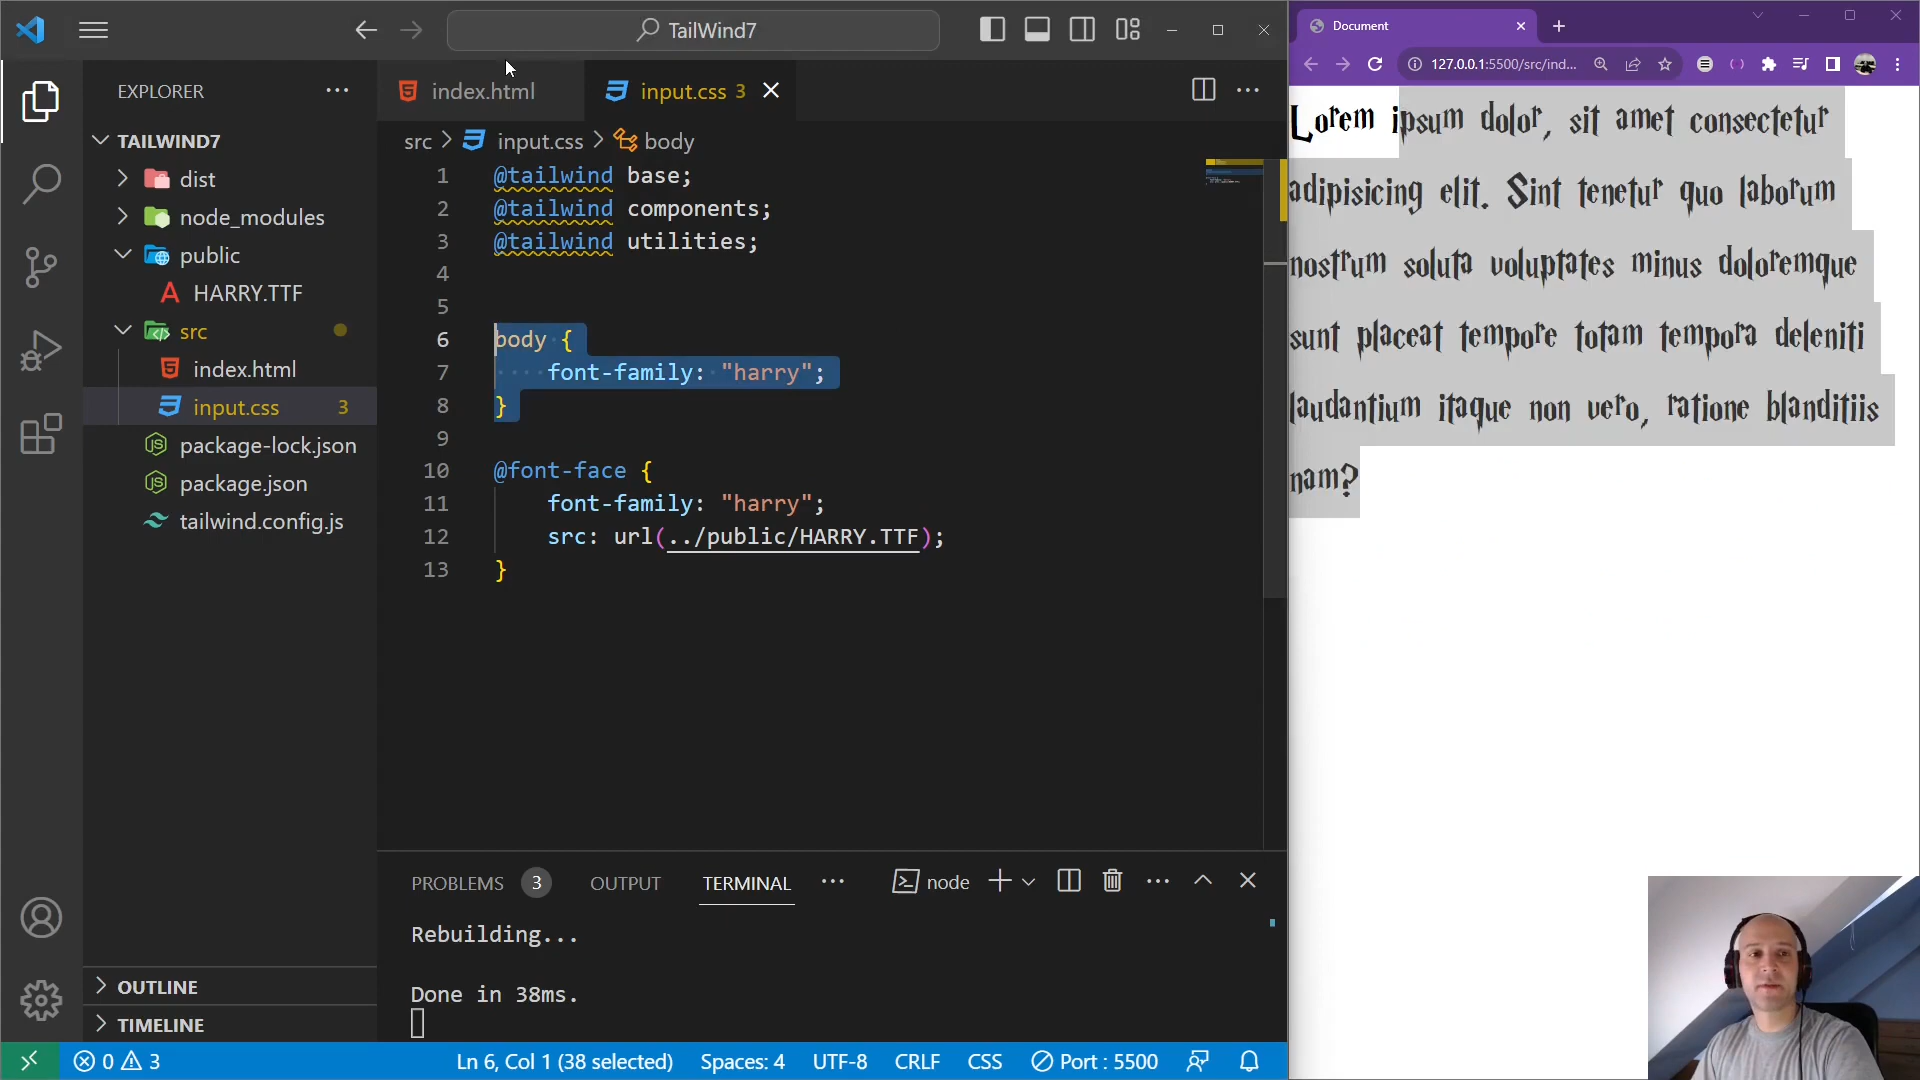 TailWind7
EXPLORER
TAILWIND7
dist
node_modules
public
HARRY.TTF
src
index.html
input.css 3
package-lock.json
package.json
tailwind.config.js
OUTLINE
TIMELINE
index.html
input.css 3
src > input.css > body
1 @tailwind base;
2 @tailwind components;
3 @tailwind utilities;
4
5
6 body {
7 font-family: "harry";
8 }
9
10 @font-face {
11 font-family: "harry";
12 src: url(../public/HARRY.TTF);
13 }
PROBLEMS 3 OUTPUT TERMINAL
node
Rebuilding...
Done in 38ms.
0 3
Ln 6, Col 1 (38 selected)
Spaces: 4
UTF-8
CRLF
CSS
Port : 5500
Document
127.0.0.1:5500/src/ind...
Lorem ipsum dolor, sit amet consectetur
adipisicing elit. Sint tenetur quo laborum
nostrum soluta voluptates minus doloremque
sunt placeat tempore totam tempora deleniti
laudantium itaque non vero, ratione blanditiis
nam?